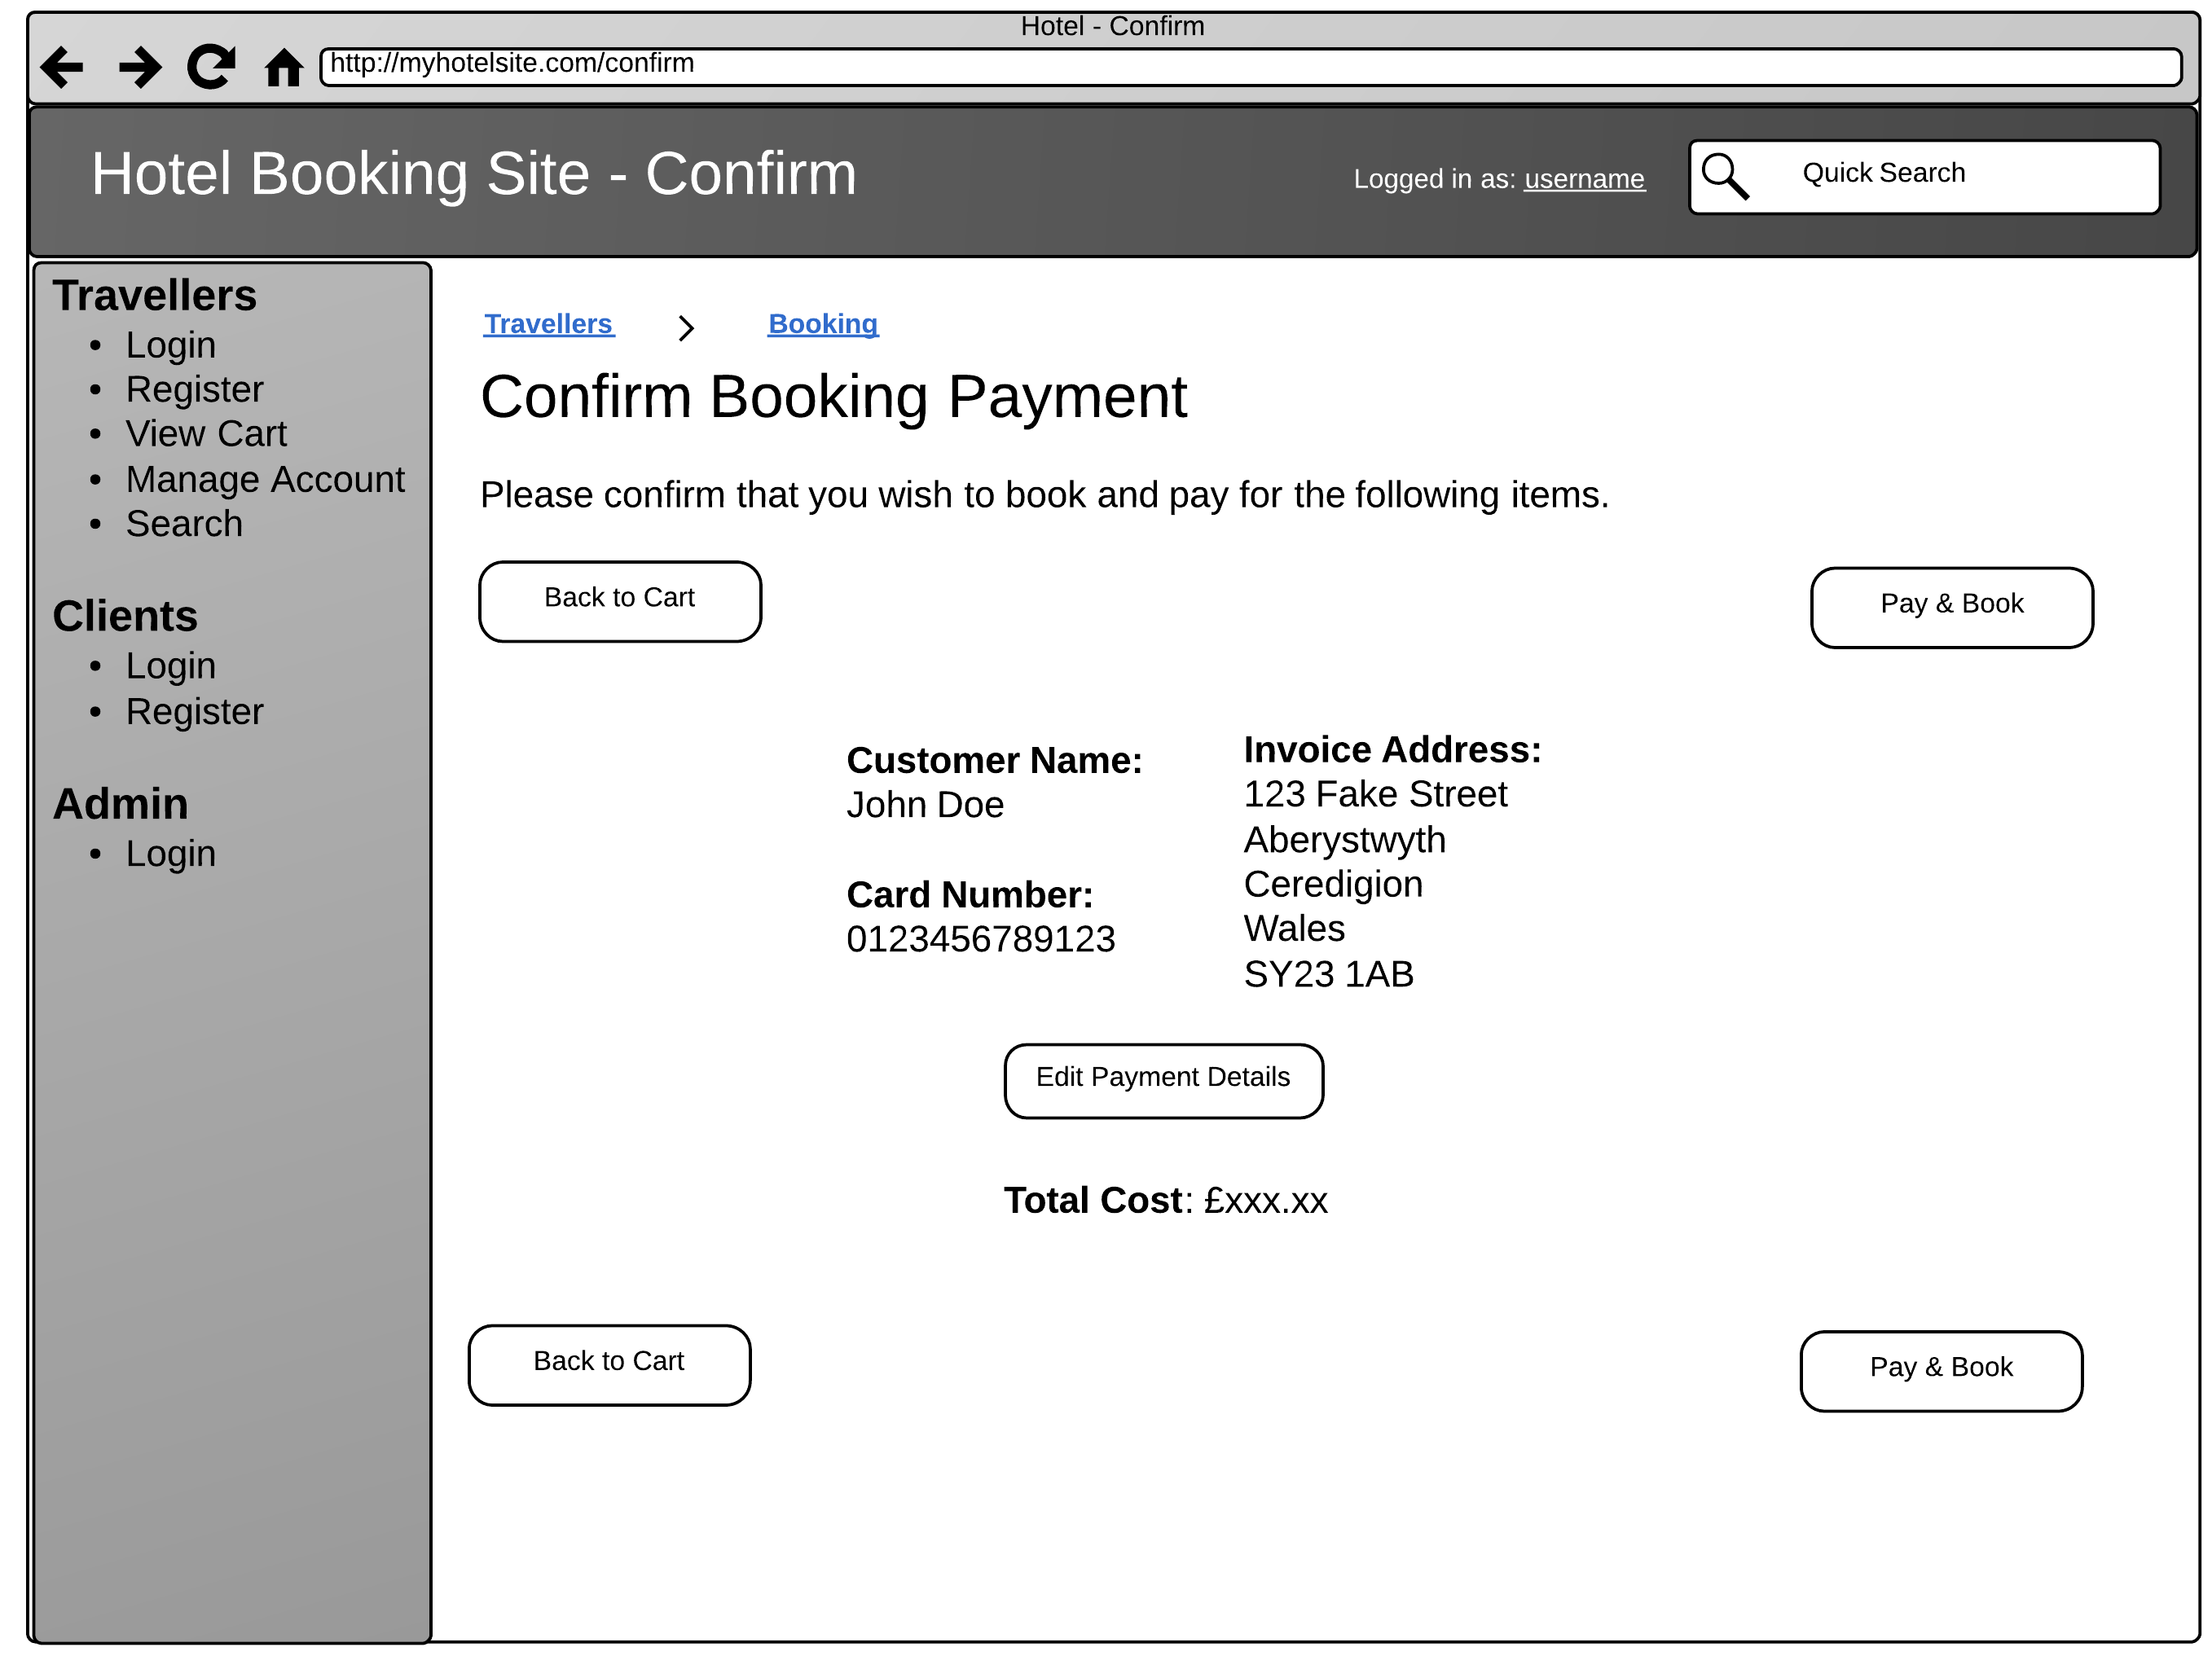 Hotel - Confirm
http://myhotelsite.com/confirm
Hotel Booking Site - Confirm
Logged in as: username
Quick Search
Travellers
• Login
• Register
• View Cart
• Manage Account
• Search
Clients
• Login
• Register
Admin
• Login
Travellers > Booking
Confirm Booking Payment
Please confirm that you wish to book and pay for the following items.
Back to Cart
Pay & Book
Customer Name:
John Doe
Card Number:
0123456789123
Invoice Address:
123 Fake Street
Aberystwyth
Ceredigion
Wales
SY23 1AB
Edit Payment Details
Total Cost: £xxx.xx
Back to Cart
Pay & Book